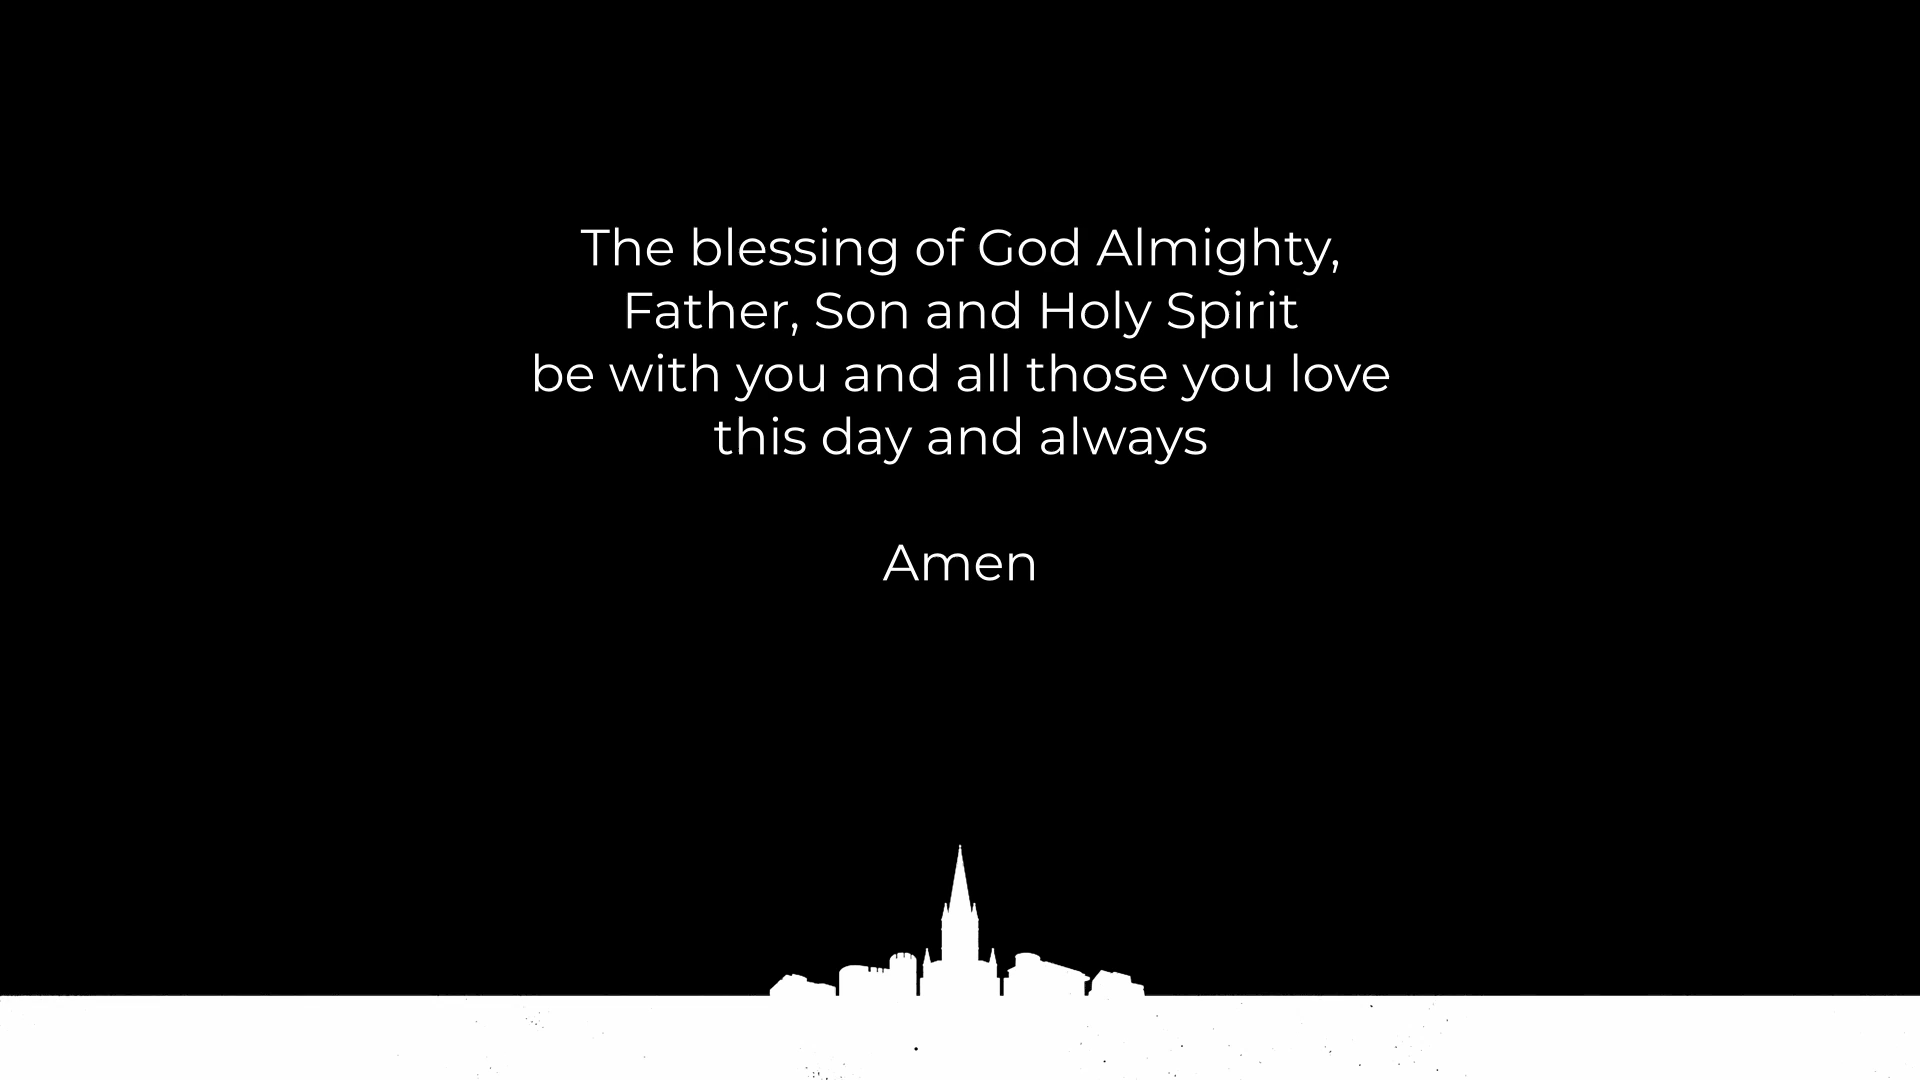 The blessing of God Almighty,
Father, Son and Holy Spirit
be with you and all those you love
this day and always
Amen